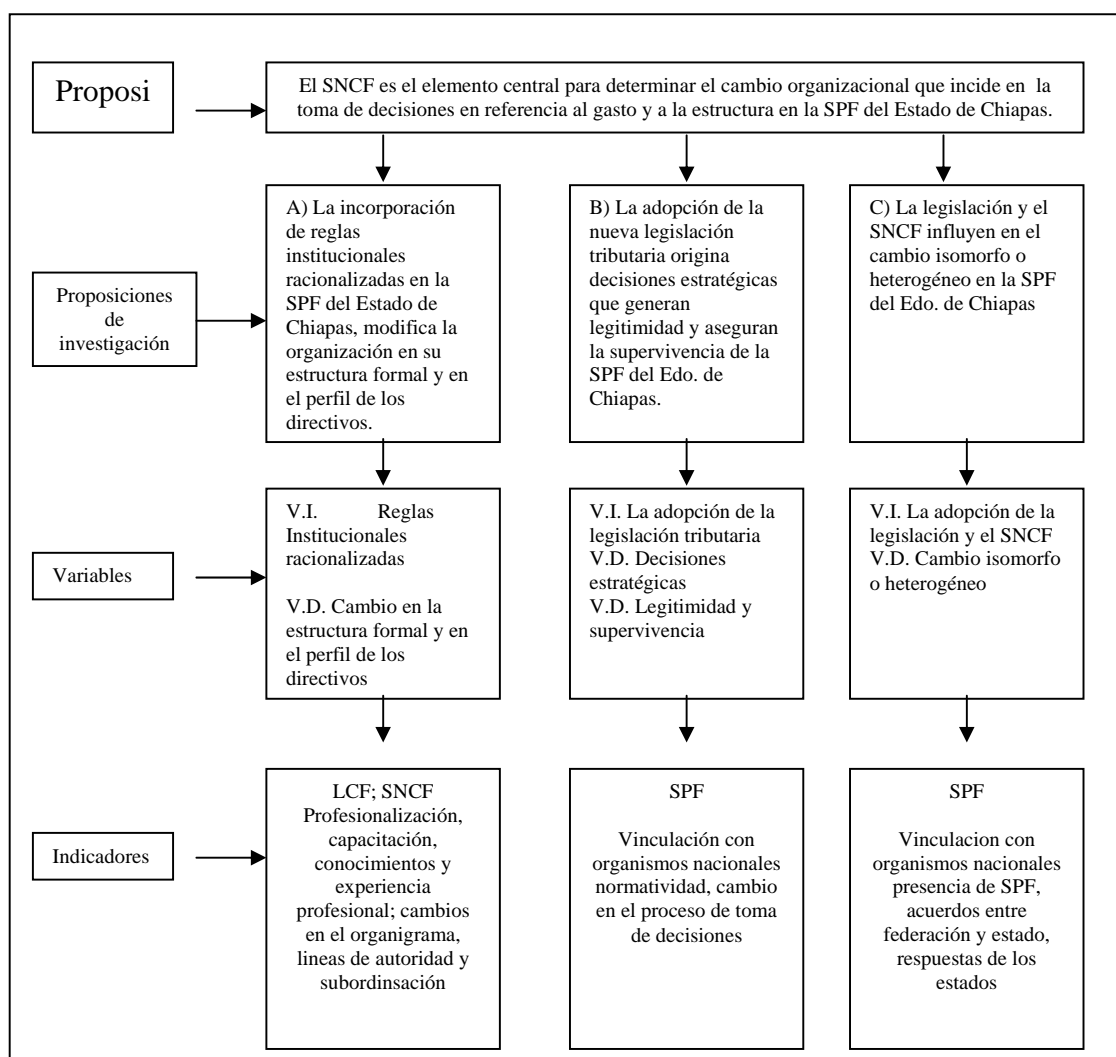 Proposi
El SNCF es el elemento central para determinar el cambio organizacional que incide en la
toma de decisiones en referencia al gasto y a la estructura en la SPF del Estado de Chiapas.
Proposiciones
de
investigación
A) La incorporación
de reglas
institucionales
racionalizadas en la
SPF del Estado de
Chiapas, modifica la
organización en su
estructura formal y en
el perfil de los
directivos.
B) La adopción de la
nueva legislación
tributaria origina
decisiones estratégicas
que generan
legitimidad y aseguran
la supervivencia de la
SPF del Edo. de
Chiapas.
C) La legislación y el
SNCF influyen en el
cambio isomorfo o
heterogéneo en la SPF
del Edo. de Chiapas
Variables
V.I. Reglas
Institucionales
racionalizadas
V.D. Cambio en la
estructura formal y en
el perfil de los
directivos
V.I. La adopción de la
legislación tributaria
V.D. Decisiones
estratégicas
V.D. Legitimidad y
supervivencia
V.I. La adopción de la
legislación y el SNCF
V.D. Cambio isomorfo
o heterogéneo
Indicadores
LCF; SNCF
Profesionalización,
capacitación,
conocimientos y
experiencia
profesional; cambios
en el organigrama,
lineas de autoridad y
subordinsación
SPF
Vinculación con
organismos nacionales
normatividad, cambio
en el proceso de toma
de decisiones
SPF
Vinculacion con
organismos nacionales
presencia de SPF,
acuerdos entre
federación y estado,
respuestas de los
estados